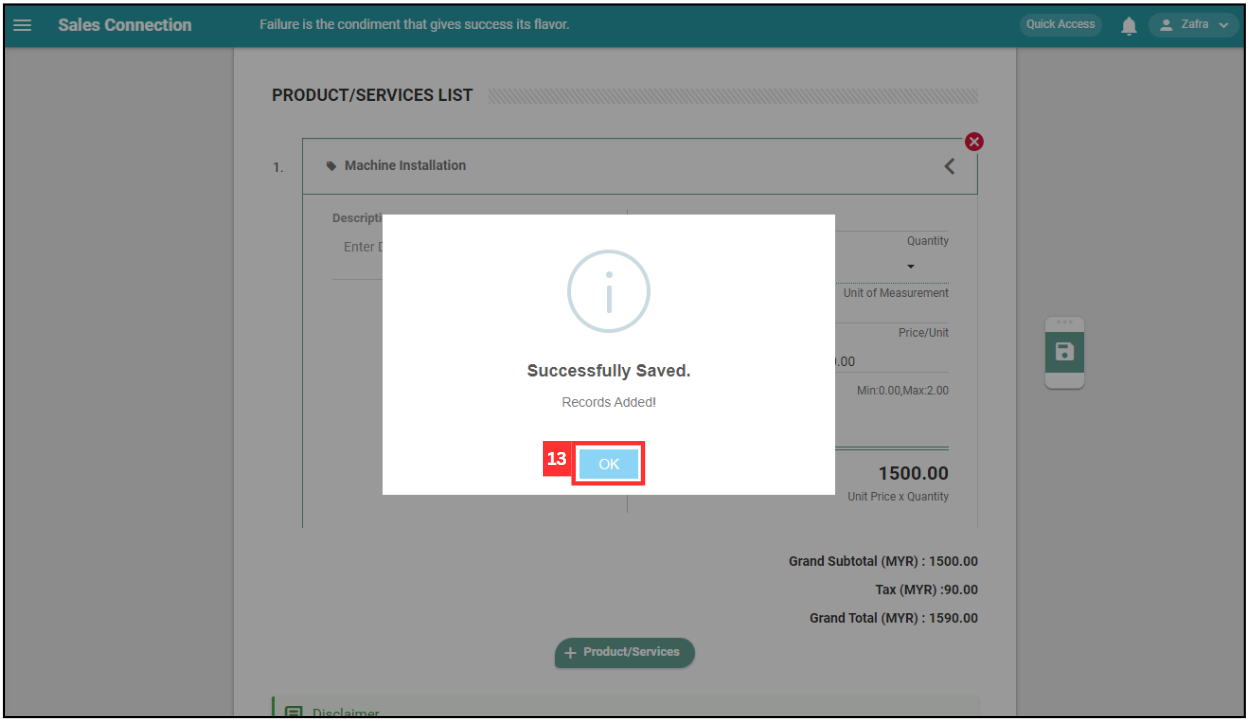 Sales Connection
Failure is the condiment that gives success its flavor.
Quick Access
Zafra
PRODUCT/SERVICES LIST
1.
Machine Installation
Quantity
Unit of Measurement
Price/Unit
.00
Min:0.00,Max:2.00
Successfully Saved.
Records Added!
13
OK
1500.00
Unit Price x Quantity
Grand Subtotal (MYR) : 1500.00
Tax (MYR) :90.00
Grand Total (MYR) : 1590.00
+ Product/Services
Disclaimer